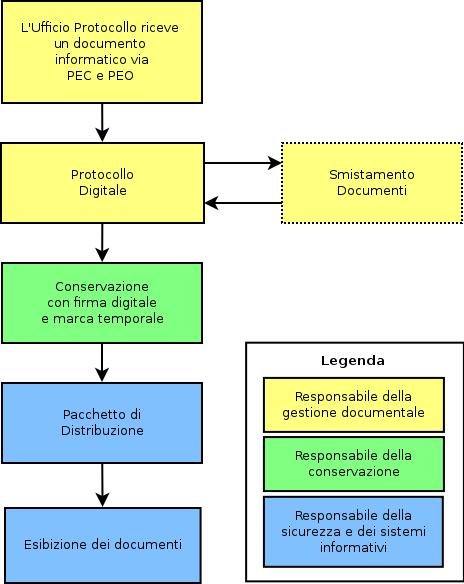 L'Ufficio Protocollo riceve
un documento
informatico via
PEC e PEO
Protocollo
Digitale
Smistamento
Documenti
Conservazione
con firma digitale
e marca temporale
Pacchetto di
Distribuzione
Esibizione dei documenti
Legenda
Responsabile della
gestione documentale
Responsabile della
conservazione
Responsabile della
sicurezza e dei sistemi
informativi